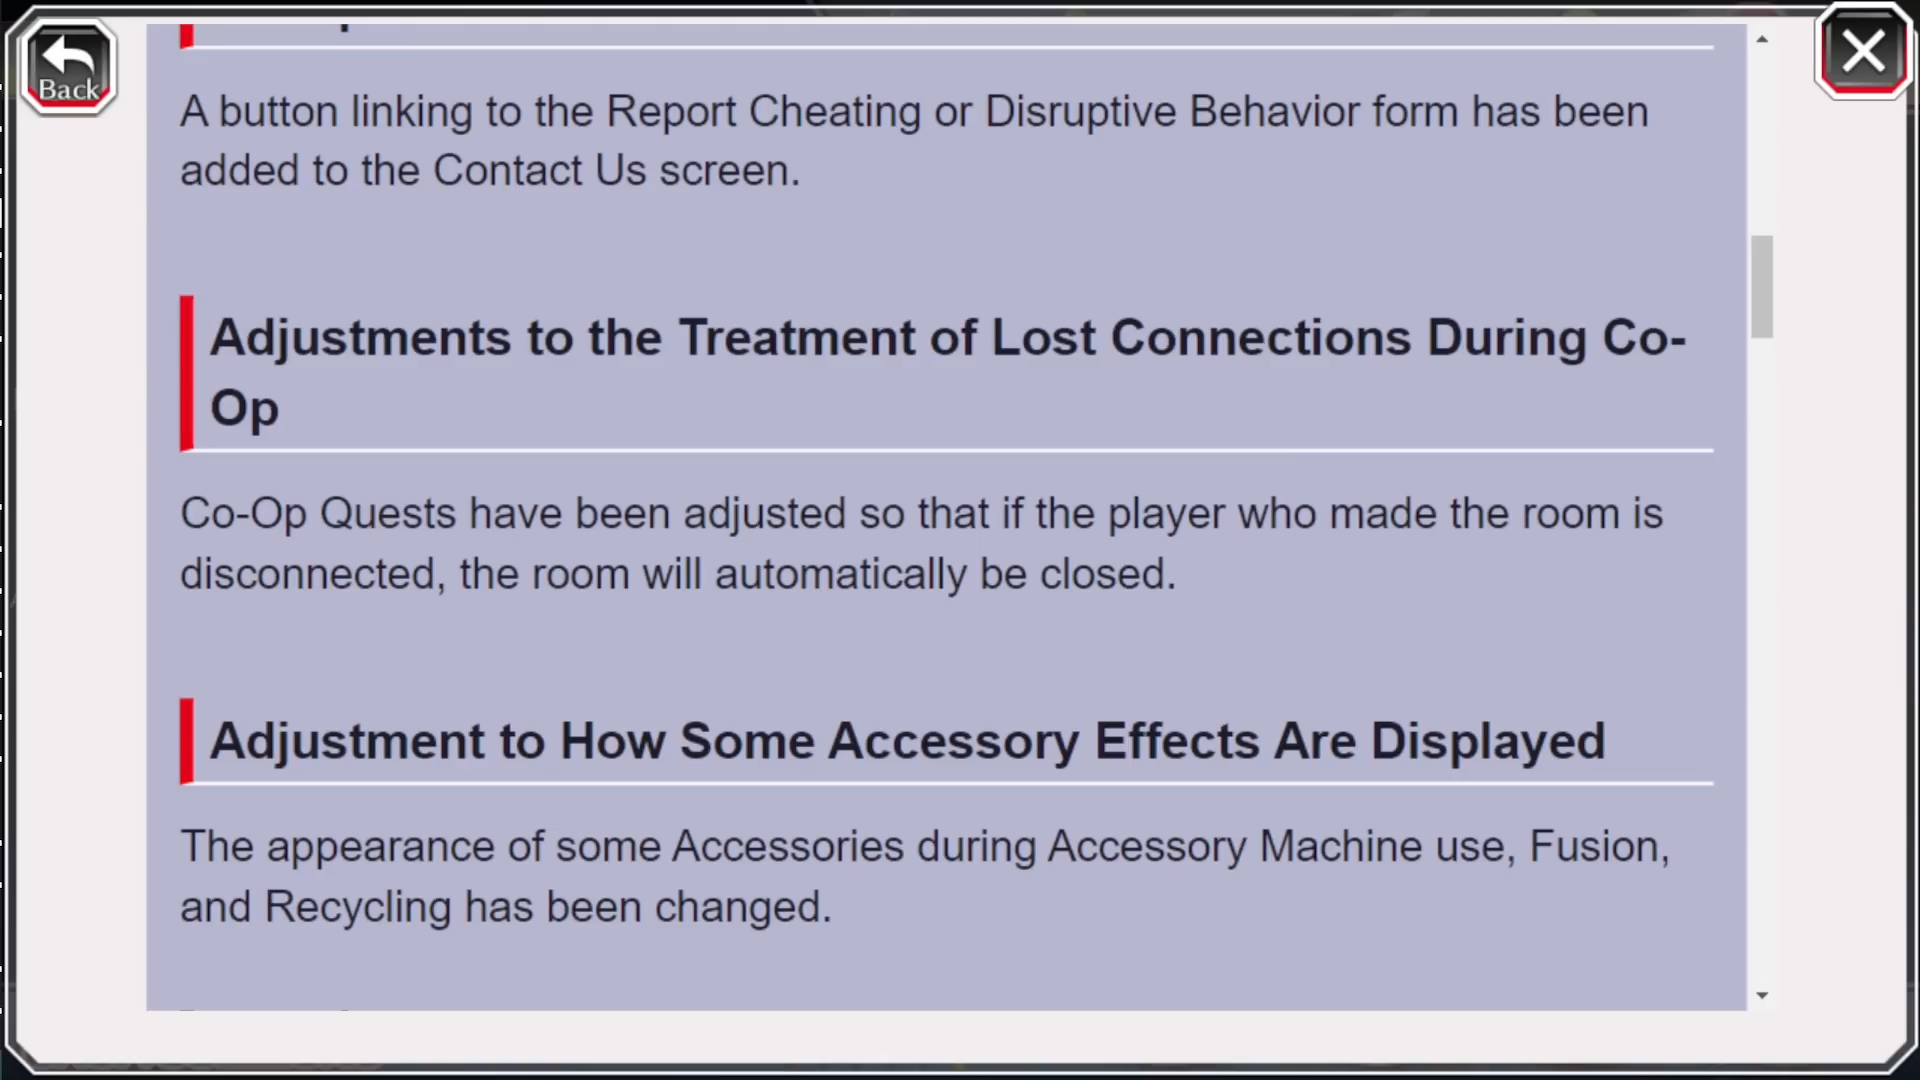 Back
A button linking to the Report Cheating or Disruptive Behavior form has been
added to the Contact Us screen.
Adjustments to the Treatment of Lost Connections During Co-
Op
Co-Op Quests have been adjusted so that if the player who made the room is
disconnected, the room will automatically be closed.
Adjustment to How Some Accessory Effects Are Displayed
The appearance of some Accessories during Accessory Machine use, Fusion,
and Recycling has been changed.